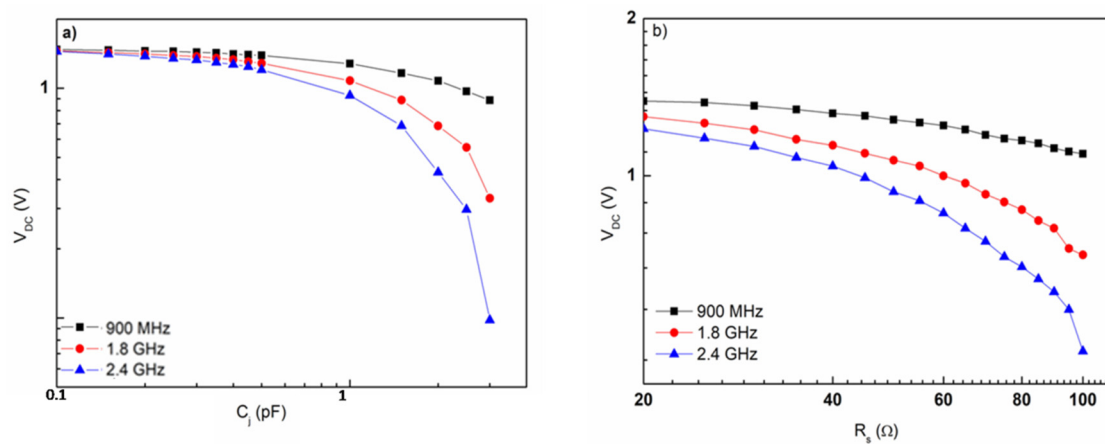 a)
1
V_DC (V)
900 MHz
1.8 GHz
2.4 GHz
0.1
1
C_j (pF)
b)
2
1
V_DC (V)
900 MHz
1.8 GHz
2.4 GHz
20
40
60
80
100
R_s (Ω)